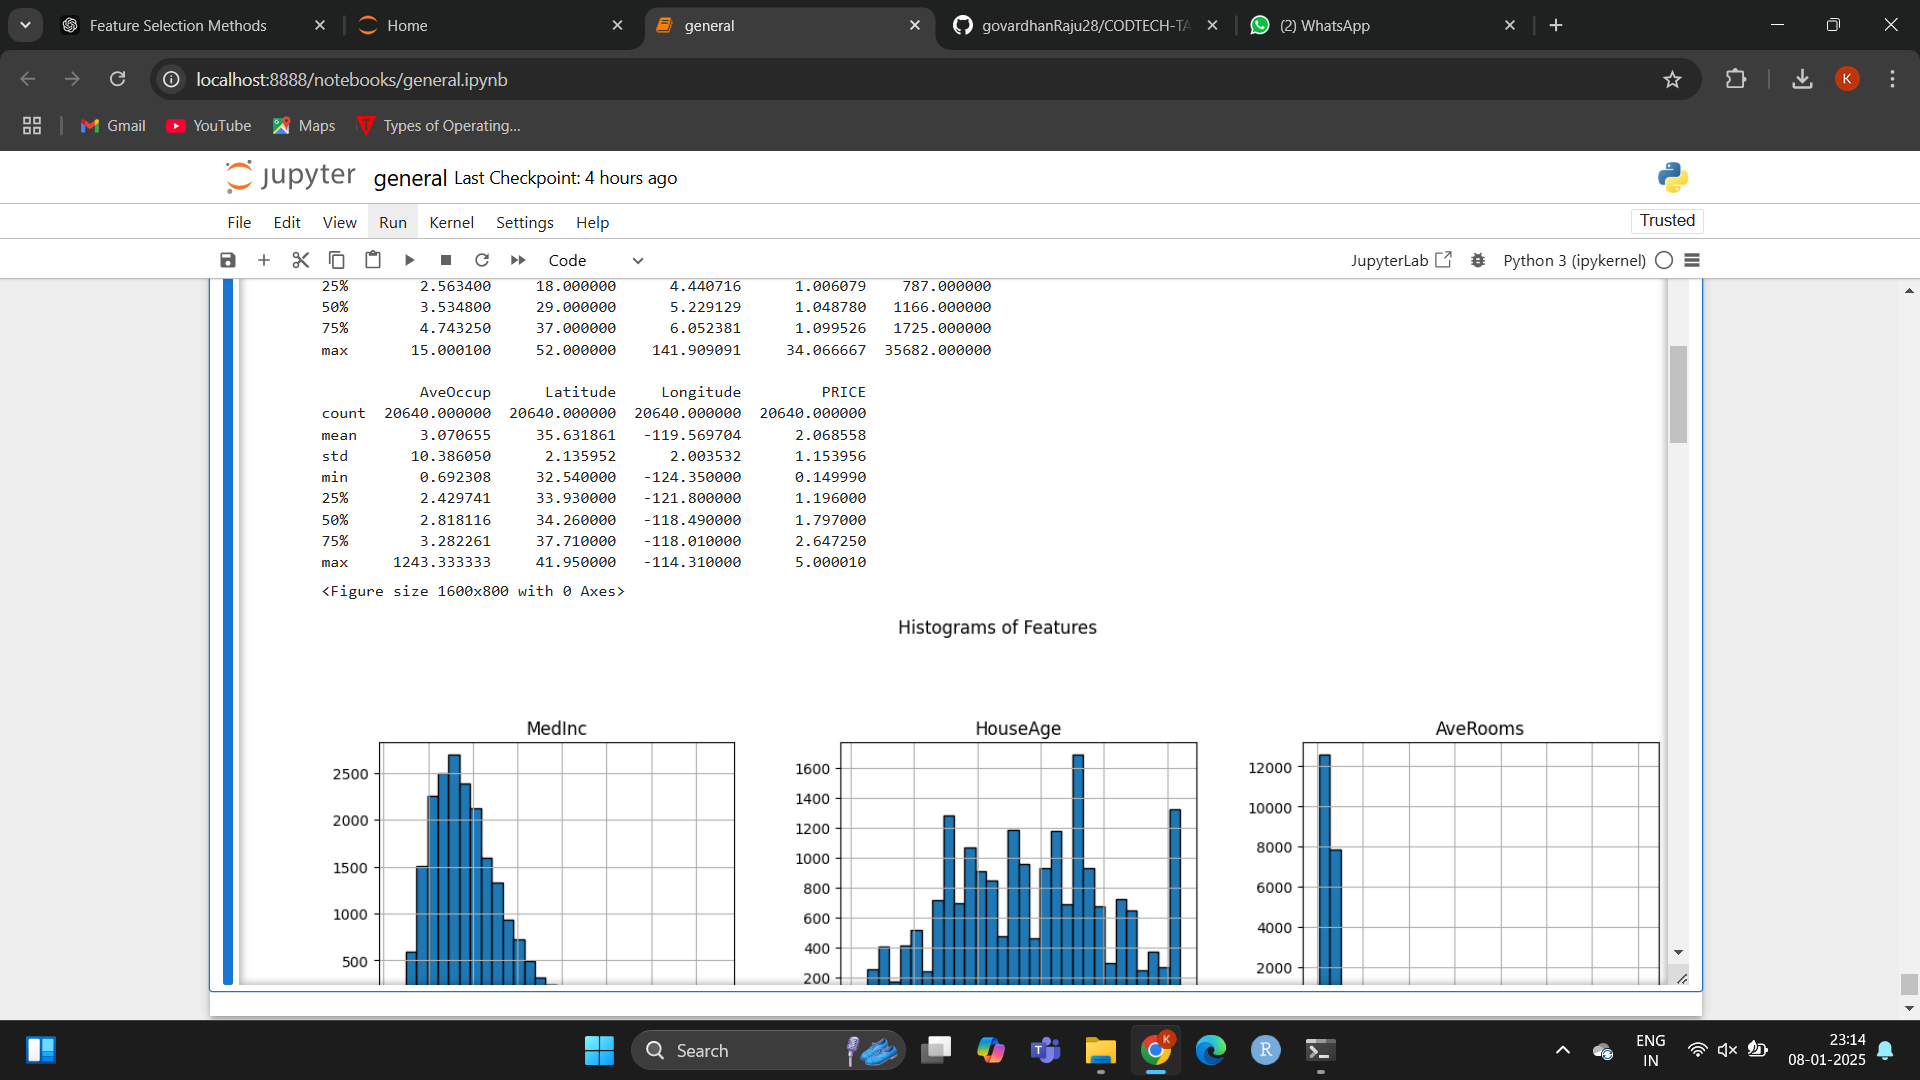 Feature Selection Methods
Home
general
govardhanRaju28/CODTECH-TA
(2) WhatsApp
localhost:8888/notebooks/general.ipynb
K
Gmail
YouTube
Maps
Types of Operating...
jupyter general Last Checkpoint: 4 hours ago
File Edit View Run Kernel Settings Help
Trusted
Code
JupyterLab
Python 3 (ipykernel)
25% 2.563400 18.000000 4.440716 1.006079 787.000000
50% 3.534800 29.000000 5.229129 1.048780 1166.000000
75% 4.743250 37.000000 6.052381 1.099526 1725.000000
max 15.000100 52.000000 141.909091 34.066667 35682.000000
AveOccup Latitude Longitude PRICE
count 20640.000000 20640.000000 20640.000000 20640.000000
mean 3.070655 35.631861 -119.569704 2.068558
std 10.386050 2.135952 2.003532 1.153956
min 0.692308 32.540000 -124.350000 0.149990
25% 2.429741 33.930000 -121.800000 1.196000
50% 2.818116 34.260000 -118.490000 1.797000
75% 3.282261 37.710000 -118.010000 2.647250
max 1243.333333 41.950000 -114.310000 5.000010
<Figure size 1600x800 with 0 Axes>
Histograms of Features
MedInc
2500
2000
1500
1000
500
HouseAge
1600
1400
1200
1000
800
600
400
200
AveRooms
12000
10000
8000
6000
4000
2000
Search
K
R
ENG
IN
23:14
08-01-2025